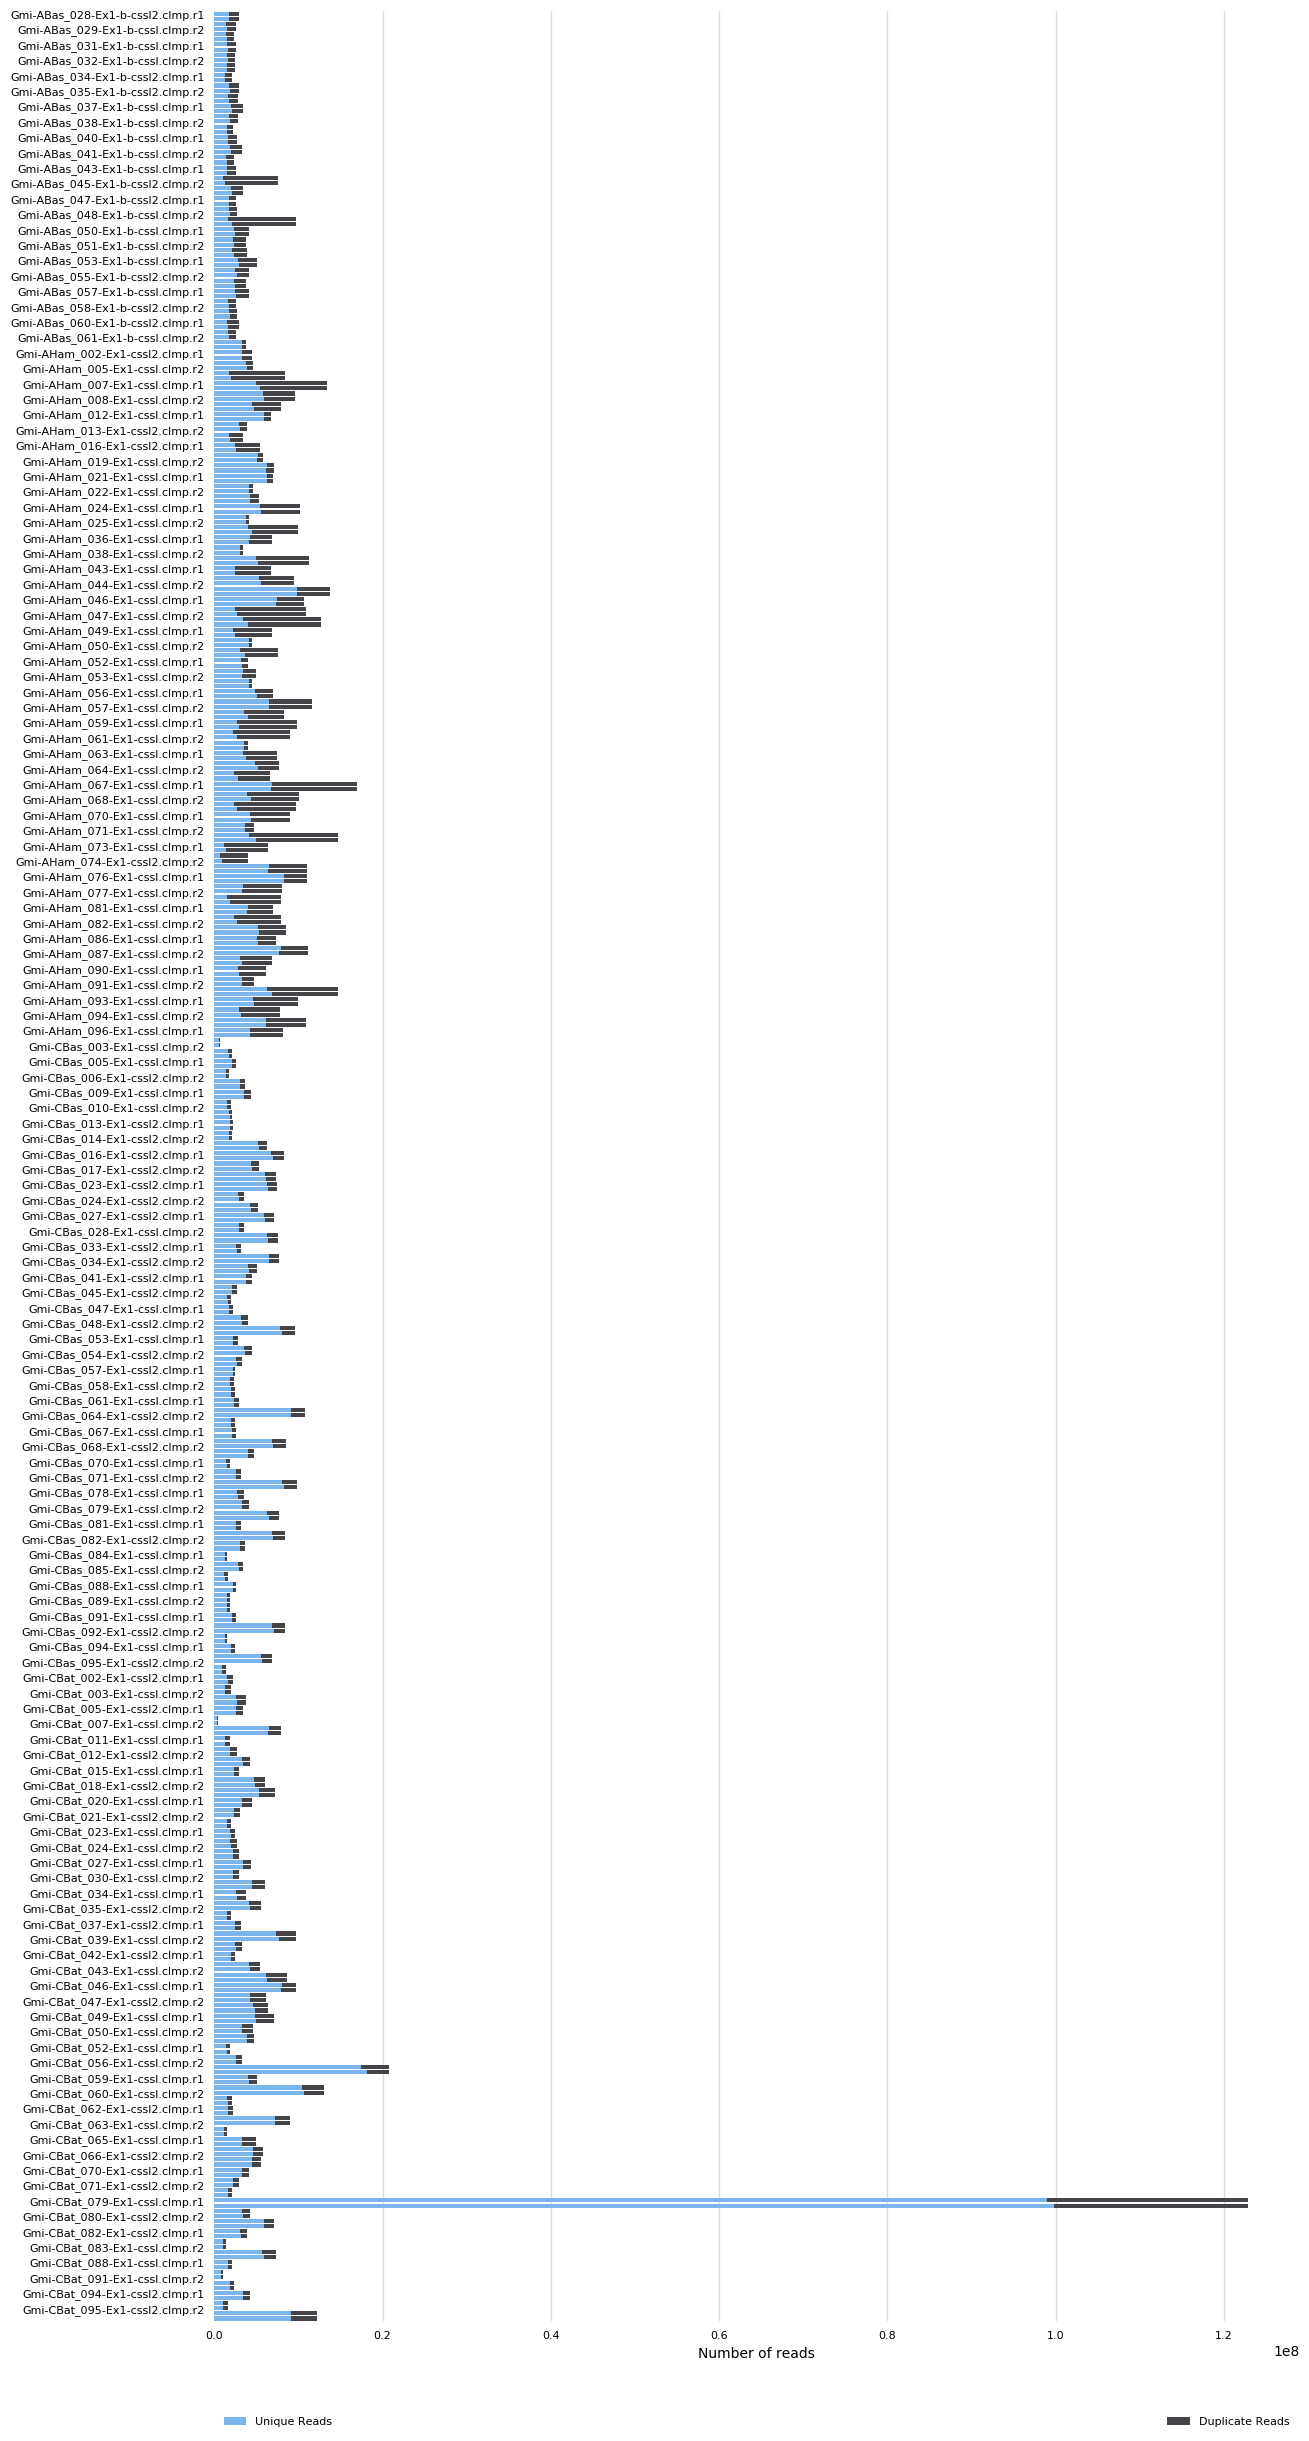 Gmi-ABas_028-Ex1-b-cssl2.clmp.r1
Gmi-ABas_029-Ex1-b-cssl.clmp.r2
Gmi-ABas_031-Ex1-b-cssl.clmp.r1
Gmi-ABas_032-Ex1-b-cssl.clmp.r2
Gmi-ABas_034-Ex1-b-cssl2.clmp.r1
Gmi-ABas_035-Ex1-b-cssl2.clmp.r2
Gmi-ABas_037-Ex1-b-cssl.clmp.r1
Gmi-ABas_038-Ex1-b-cssl.clmp.r2
Gmi-ABas_040-Ex1-b-cssl.clmp.r1
Gmi-ABas_041-Ex1-b-cssl.clmp.r2
Gmi-ABas_043-Ex1-b-cssl.clmp.r1
Gmi-ABas_045-Ex1-b-cssl2.clmp.r2
Gmi-ABas_047-Ex1-b-cssl2.clmp.r1
Gmi-ABas_048-Ex1-b-cssl.clmp.r2
Gmi-ABas_050-Ex1-b-cssl.clmp.r1
Gmi-ABas_051-Ex1-b-cssl.clmp.r2
Gmi-ABas_053-Ex1-b-cssl.clmp.r1
Gmi-ABas_055-Ex1-b-cssl2.clmp.r2
Gmi-ABas_057-Ex1-b-cssl.clmp.r1
Gmi-ABas_058-Ex1-b-cssl2.clmp.r2
Gmi-ABas_060-Ex1-b-cssl2.clmp.r1
Gmi-ABas_061-Ex1-b-cssl.clmp.r2
Gmi-AHam_002-Ex1-cssl2.clmp.r1
Gmi-AHam_005-Ex1-cssl.clmp.r2
Gmi-AHam_007-Ex1-cssl.clmp.r1
Gmi-AHam_008-Ex1-cssl.clmp.r2
Gmi-AHam_012-Ex1-cssl.clmp.r1
Gmi-AHam_013-Ex1-cssl2.clmp.r2
Gmi-AHam_016-Ex1-cssl2.clmp.r1
Gmi-AHam_019-Ex1-cssl.clmp.r2
Gmi-AHam_021-Ex1-cssl.clmp.r1
Gmi-AHam_022-Ex1-cssl.clmp.r2
Gmi-AHam_024-Ex1-cssl.clmp.r1
Gmi-AHam_025-Ex1-cssl.clmp.r2
Gmi-AHam_036-Ex1-cssl.clmp.r1
Gmi-AHam_038-Ex1-cssl.clmp.r2
Gmi-AHam_043-Ex1-cssl.clmp.r1
Gmi-AHam_044-Ex1-cssl.clmp.r2
Gmi-AHam_046-Ex1-cssl.clmp.r1
Gmi-AHam_047-Ex1-cssl.clmp.r2
Gmi-AHam_049-Ex1-cssl.clmp.r1
Gmi-AHam_050-Ex1-cssl.clmp.r2
Gmi-AHam_052-Ex1-cssl.clmp.r1
Gmi-AHam_053-Ex1-cssl.clmp.r2
Gmi-AHam_056-Ex1-cssl.clmp.r1
Gmi-AHam_057-Ex1-cssl.clmp.r2
Gmi-AHam_059-Ex1-cssl.clmp.r1
Gmi-AHam_061-Ex1-cssl.clmp.r2
Gmi-AHam_063-Ex1-cssl.clmp.r1
Gmi-AHam_064-Ex1-cssl.clmp.r2
Gmi-AHam_067-Ex1-cssl.clmp.r1
Gmi-AHam_068-Ex1-cssl.clmp.r2
Gmi-AHam_070-Ex1-cssl.clmp.r1
Gmi-AHam_071-Ex1-cssl.clmp.r2
Gmi-AHam_073-Ex1-cssl.clmp.r1
Gmi-AHam_074-Ex1-cssl2.clmp.r2
Gmi-AHam_076-Ex1-cssl.clmp.r1
Gmi-AHam_077-Ex1-cssl.clmp.r2
Gmi-AHam_081-Ex1-cssl.clmp.r1
Gmi-AHam_082-Ex1-cssl.clmp.r2
Gmi-AHam_086-Ex1-cssl.clmp.r1
Gmi-AHam_087-Ex1-cssl.clmp.r2
Gmi-AHam_090-Ex1-cssl.clmp.r1
Gmi-AHam_091-Ex1-cssl.clmp.r2
Gmi-AHam_093-Ex1-cssl.clmp.r1
Gmi-AHam_094-Ex1-cssl.clmp.r2
Gmi-AHam_096-Ex1-cssl.clmp.r1
Gmi-CBas_003-Ex1-cssl.clmp.r2
Gmi-CBas_005-Ex1-cssl.clmp.r1
Gmi-CBas_006-Ex1-cssl2.clmp.r2
Gmi-CBas_009-Ex1-cssl.clmp.r1
Gmi-CBas_010-Ex1-cssl.clmp.r2
Gmi-CBas_013-Ex1-cssl2.clmp.r1
Gmi-CBas_014-Ex1-cssl2.clmp.r2
Gmi-CBas_016-Ex1-cssl2.clmp.r1
Gmi-CBas_017-Ex1-cssl2.clmp.r2
Gmi-CBas_023-Ex1-cssl2.clmp.r1
Gmi-CBas_024-Ex1-cssl2.clmp.r2
Gmi-CBas_027-Ex1-cssl2.clmp.r1
Gmi-CBas_028-Ex1-cssl.clmp.r2
Gmi-CBas_033-Ex1-cssl2.clmp.r1
Gmi-CBas_034-Ex1-cssl.clmp.r2
Gmi-CBas_041-Ex1-cssl2.clmp.r1
Gmi-CBas_045-Ex1-cssl2.clmp.r2
Gmi-CBas_047-Ex1-cssl.clmp.r1
Gmi-CBas_048-Ex1-cssl2.clmp.r2
Gmi-CBas_053-Ex1-cssl.clmp.r1
Gmi-CBas_054-Ex1-cssl2.clmp.r2
Gmi-CBas_057-Ex1-cssl2.clmp.r1
Gmi-CBas_058-Ex1-cssl.clmp.r2
Gmi-CBas_061-Ex1-cssl.clmp.r1
Gmi-CBas_064-Ex1-cssl2.clmp.r2
Gmi-CBas_067-Ex1-cssl.clmp.r1
Gmi-CBas_068-Ex1-cssl2.clmp.r2
Gmi-CBas_070-Ex1-cssl.clmp.r1
Gmi-CBas_071-Ex1-cssl.clmp.r2
Gmi-CBas_078-Ex1-cssl.clmp.r1
Gmi-CBas_079-Ex1-cssl.clmp.r2
Gmi-CBas_081-Ex1-cssl.clmp.r1
Gmi-CBas_082-Ex1-cssl2.clmp.r2
Gmi-CBas_084-Ex1-cssl.clmp.r1
Gmi-CBas_085-Ex1-cssl.clmp.r2
Gmi-CBas_088-Ex1-cssl.clmp.r1
Gmi-CBas_089-Ex1-cssl.clmp.r2
Gmi-CBas_091-Ex1-cssl.clmp.r1
Gmi-CBas_092-Ex1-cssl2.clmp.r2
Gmi-CBas_094-Ex1-cssl.clmp.r1
Gmi-CBas_095-Ex1-cssl2.clmp.r2
Gmi-CBat_002-Ex1-cssl2.clmp.r1
Gmi-CBat_003-Ex1-cssl.clmp.r2
Gmi-CBat_005-Ex1-cssl2.clmp.r1
Gmi-CBat_007-Ex1-cssl.clmp.r2
Gmi-CBat_011-Ex1-cssl.clmp.r1
Gmi-CBat_012-Ex1-cssl2.clmp.r2
Gmi-CBat_015-Ex1-cssl.clmp.r1
Gmi-CBat_018-Ex1-cssl2.clmp.r2
Gmi-CBat_020-Ex1-cssl.clmp.r1
Gmi-CBat_021-Ex1-cssl2.clmp.r2
Gmi-CBat_023-Ex1-cssl.clmp.r1
Gmi-CBat_024-Ex1-cssl.clmp.r2
Gmi-CBat_027-Ex1-cssl.clmp.r1
Gmi-CBat_030-Ex1-cssl.clmp.r2
Gmi-CBat_034-Ex1-cssl.clmp.r1
Gmi-CBat_035-Ex1-cssl2.clmp.r2
Gmi-CBat_037-Ex1-cssl2.clmp.r1
Gmi-CBat_039-Ex1-cssl.clmp.r2
Gmi-CBat_042-Ex1-cssl2.clmp.r1
Gmi-CBat_043-Ex1-cssl.clmp.r2
Gmi-CBat_046-Ex1-cssl.clmp.r1
Gmi-CBat_047-Ex1-cssl2.clmp.r2
Gmi-CBat_049-Ex1-cssl.clmp.r1
Gmi-CBat_050-Ex1-cssl.clmp.r2
Gmi-CBat_052-Ex1-cssl.clmp.r1
Gmi-CBat_056-Ex1-cssl.clmp.r2
Gmi-CBat_059-Ex1-cssl.clmp.r1
Gmi-CBat_060-Ex1-cssl.clmp.r2
Gmi-CBat_062-Ex1-cssl2.clmp.r1
Gmi-CBat_063-Ex1-cssl.clmp.r2
Gmi-CBat_065-Ex1-cssl.clmp.r1
Gmi-CBat_066-Ex1-cssl2.clmp.r2
Gmi-CBat_070-Ex1-cssl2.clmp.r1
Gmi-CBat_071-Ex1-cssl2.clmp.r2
Gmi-CBat_079-Ex1-cssl.clmp.r1
Gmi-CBat_080-Ex1-cssl2.clmp.r2
Gmi-CBat_082-Ex1-cssl.clmp.r1
Gmi-CBat_083-Ex1-cssl.clmp.r2
Gmi-CBat_088-Ex1-cssl.clmp.r1
Gmi-CBat_091-Ex1-cssl.clmp.r2
Gmi-CBat_094-Ex1-cssl2.clmp.r1
Gmi-CBat_095-Ex1-cssl2.clmp.r2
0.0 0.2 0.4 0.6 0.8 1.0 1.2
Number of reads
1e8
Unique Reads
Duplicate Reads